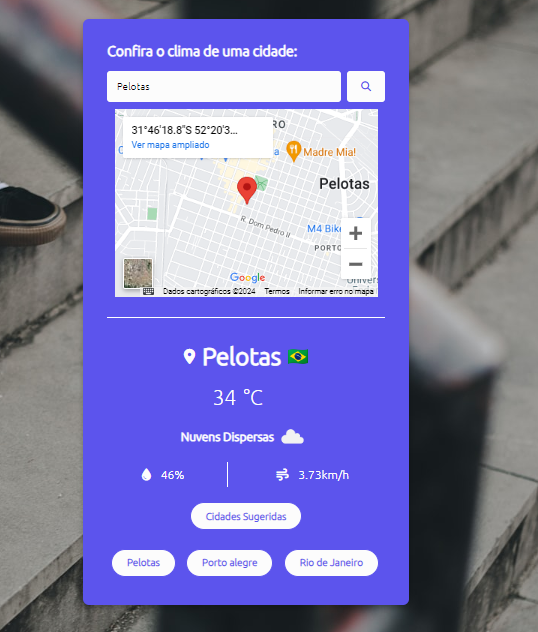 Confira o clima de uma cidade:
Pelotas
31°46'18.8"S 52°20'3...
Ver mapa ampliado
RO
Madre Mia!
Pelotas
R. Dom Pedro II
M4 Bike
PORTO
Univers
Google
Dados cartográficos ©2024 Termos Informar erro no mapa
Pelotas
34 °C
Nuvens Dispersas
46% 3.73km/h
Cidades Sugeridas
Pelotas Porto alegre Rio de Janeiro